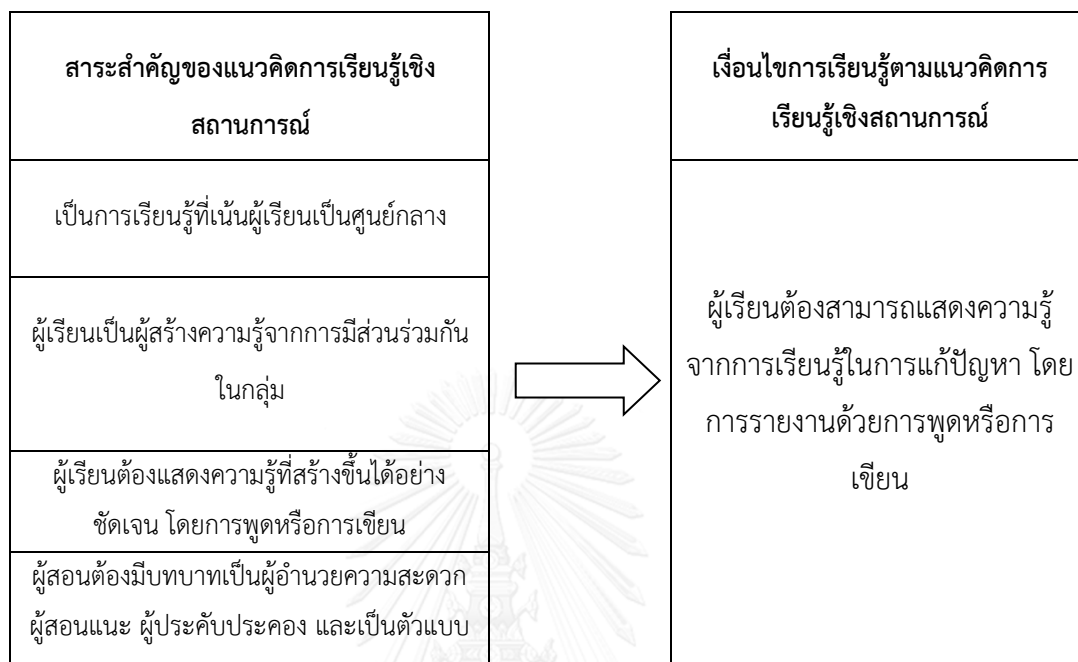 สาระสำคัญของแนวคิดการเรียนรู้เชิง
สถานการณ์
เป็นการเรียนรู้ที่เน้นผู้เรียนเป็นศูนย์กลาง
ผู้เรียนเป็นผู้สร้างความรู้จากการมีส่วนร่วมกัน
ในกลุ่ม
ผู้เรียนต้องแสดงความรู้ที่สร้างขึ้นได้อย่าง
ชัดเจน โดยการพูดหรือการเขียน
ผู้สอนต้องมีบทบาทเป็นผู้อำนวยความสะดวก
ผู้สอนแนะ ผู้ประคับประคอง และเป็นตัวแบบ
เงื่อนไขการเรียนรู้ตามแนวคิดการ
เรียนรู้เชิงสถานการณ์
ผู้เรียนต้องสามารถแสดงความรู้
จากการเรียนรู้ในการแก้ปัญหา โดย
การรายงานด้วยการพูดหรือการ
เขียน